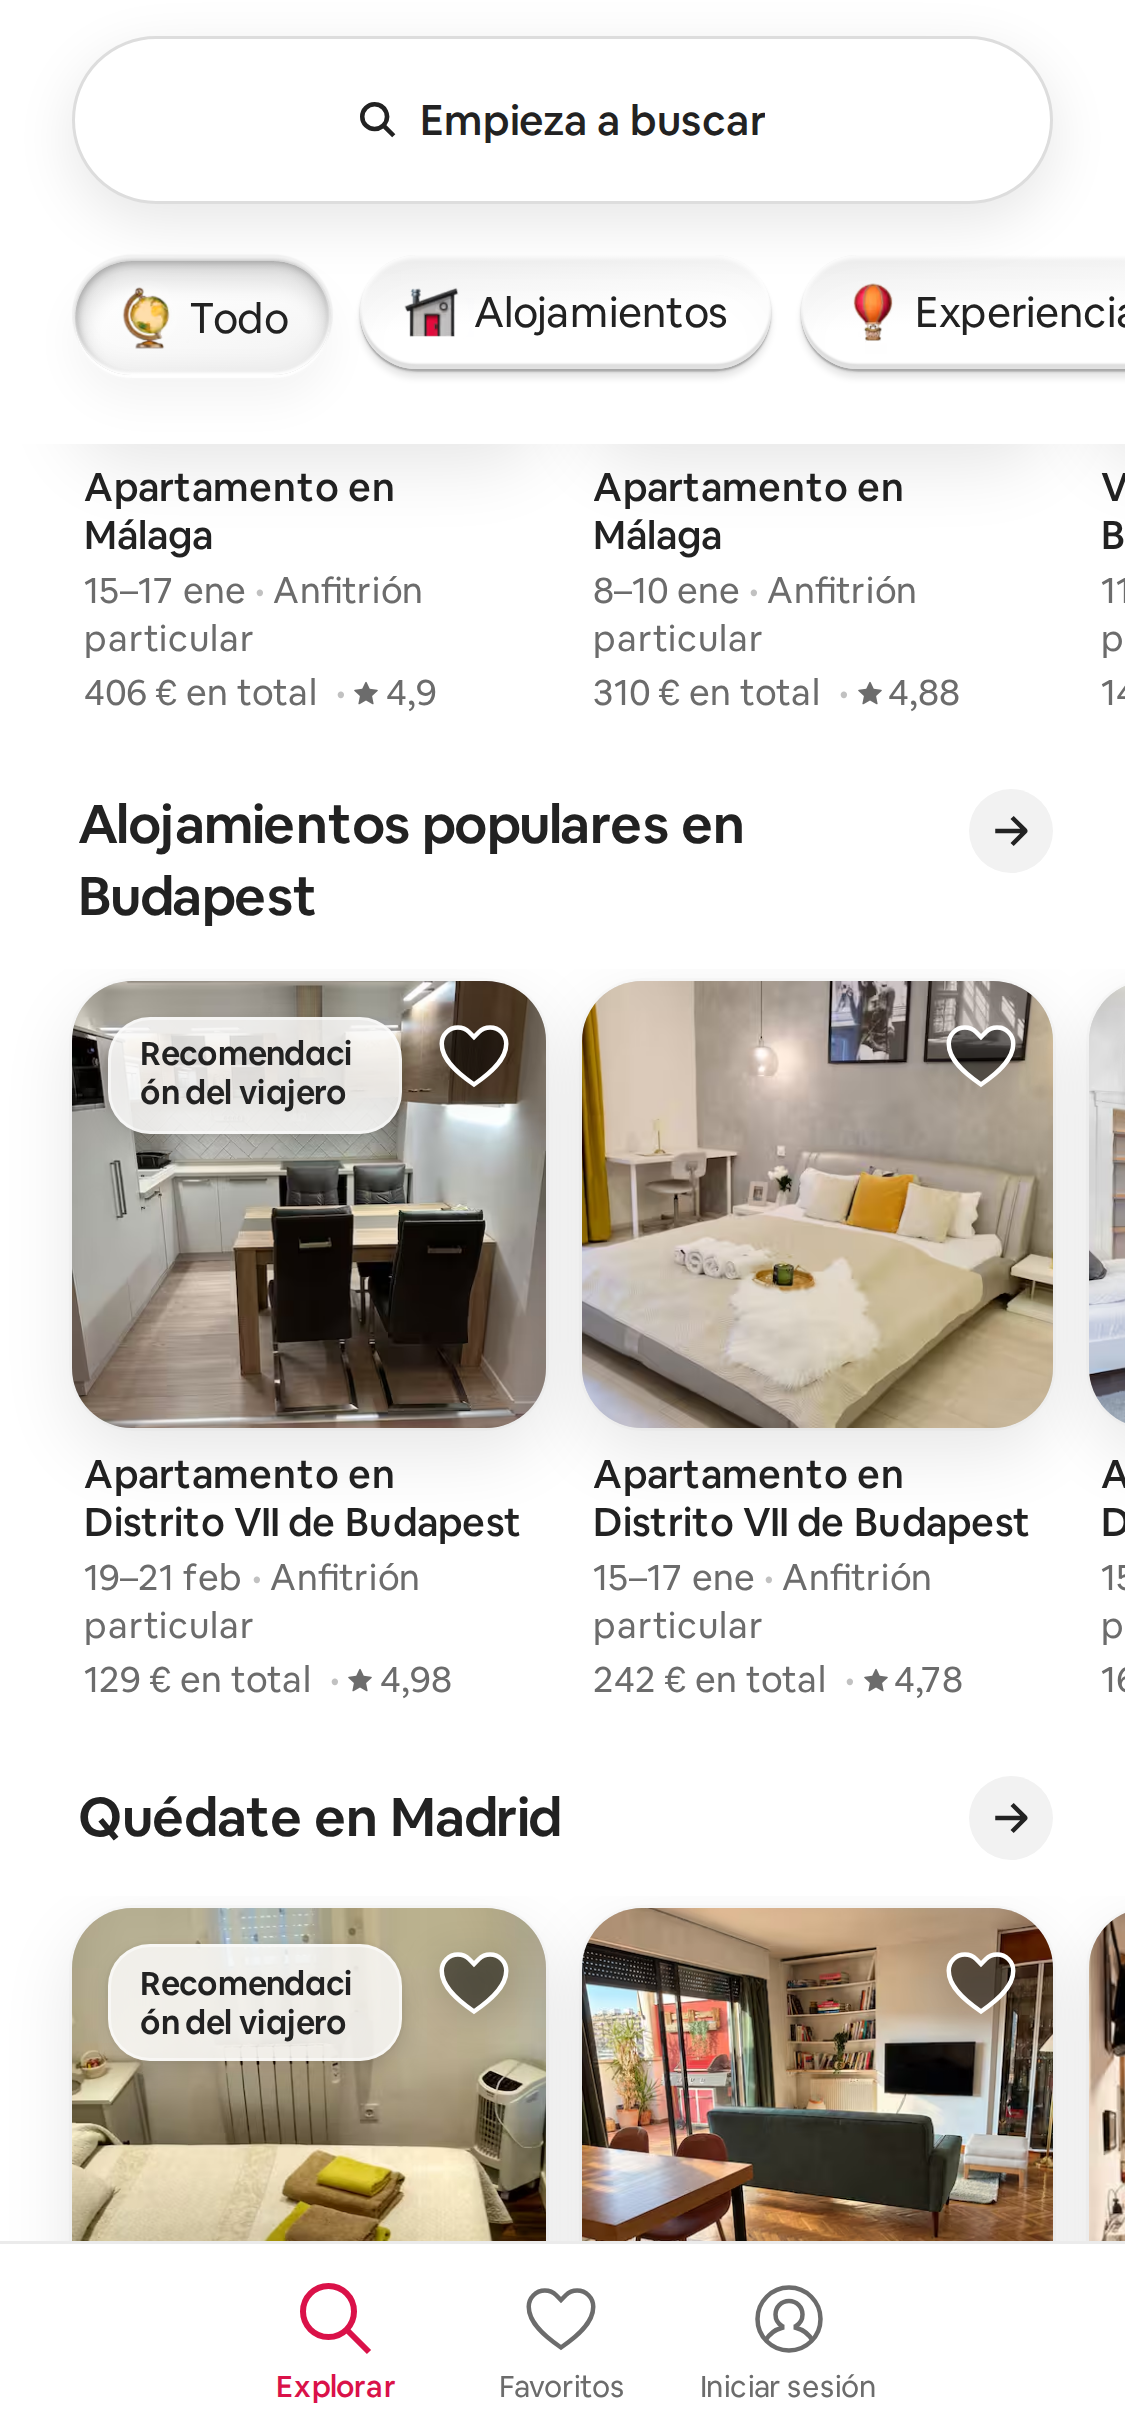 Empieza a buscar
Todo
Alojamientos
Experiencia
Apartamento en
Málaga
15–17 ene · Anfitrión
particular
406 € en total · ★ 4,9
Apartamento en
Málaga
8–10 ene · Anfitrión
particular
310 € en total · ★ 4,88
Alojamientos populares en
Budapest
Recomendaci
ón del viajero
Apartamento en
Distrito VII de Budapest
19–21 feb · Anfitrión
particular
129 € en total · ★ 4,98
Apartamento en
Distrito VII de Budapest
15–17 ene · Anfitrión
particular
242 € en total · ★ 4,78
Quédate en Madrid
Recomendaci
ón del viajero
Explorar
Favoritos
Iniciar sesión